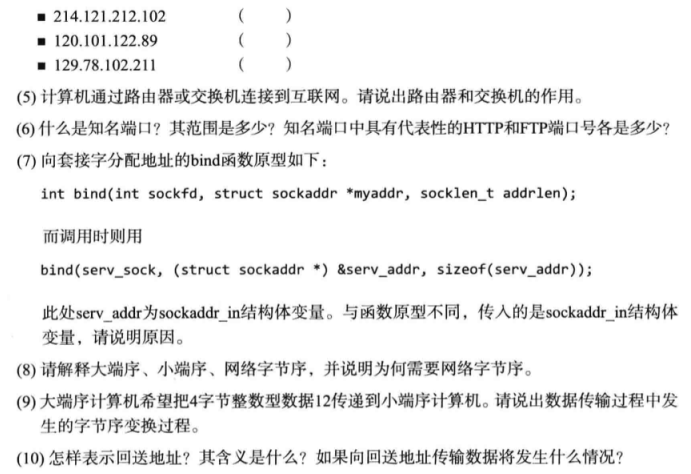 ■ 214.121.212.102 ( )
■ 120.101.122.89 ( )
■ 129.78.102.211 ( )
(5) 计算机通过路由器或交换机连接到互联网。请说出路由器和交换机的作用。
(6) 什么是知名端口？其范围是多少？知名端口中具有代表性的HTTP和FTP端口号各是多少？
(7) 向套接字分配地址的bind函数原型如下：
int bind(int sockfd, struct sockaddr *myaddr, socklen_t addrlen);
而调用时则用
bind(serv_sock, (struct sockaddr *) &serv_addr, sizeof(serv_addr));
此处serv_addr为sockaddr_in结构体变量。与函数原型不同，传入的是sockaddr_in结构体
变量，请说明原因。
(8) 请解释大端序、小端序、网络字节序，并说明为何需要网络字节序。
(9) 大端序计算机希望把4字节整数型数据12传递到小端序计算机。请说出数据传输过程中发
生的字节序变换过程。
(10) 怎样表示回送地址？其含义是什么？如果向回送地址传输数据将发生什么情况？